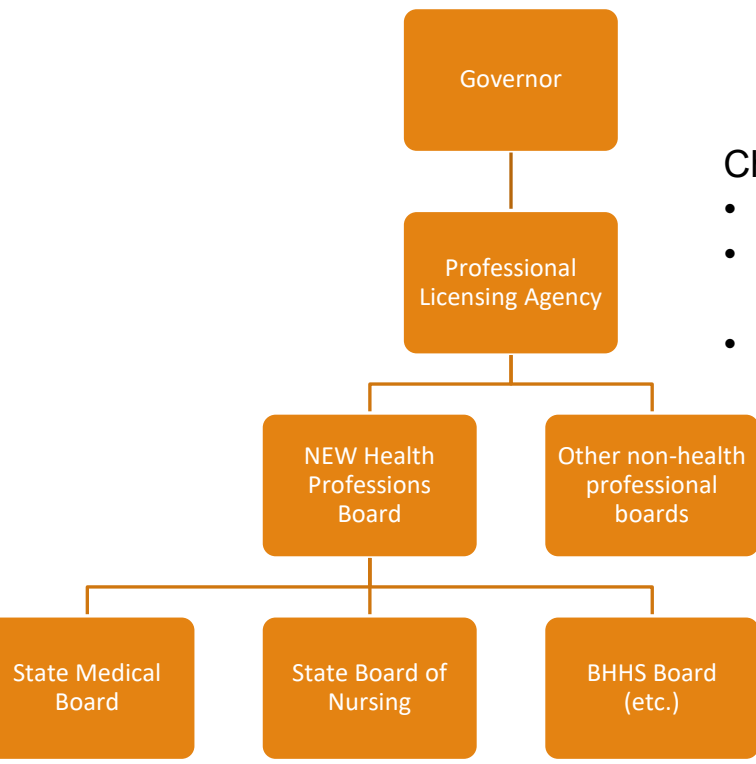 Governor
Professional
Licensing Agency
NEW Health
Professions
Board
Other non-health
professional
boards
State Medical
Board
State Board of
Nursing
BHHS Board
(etc.)